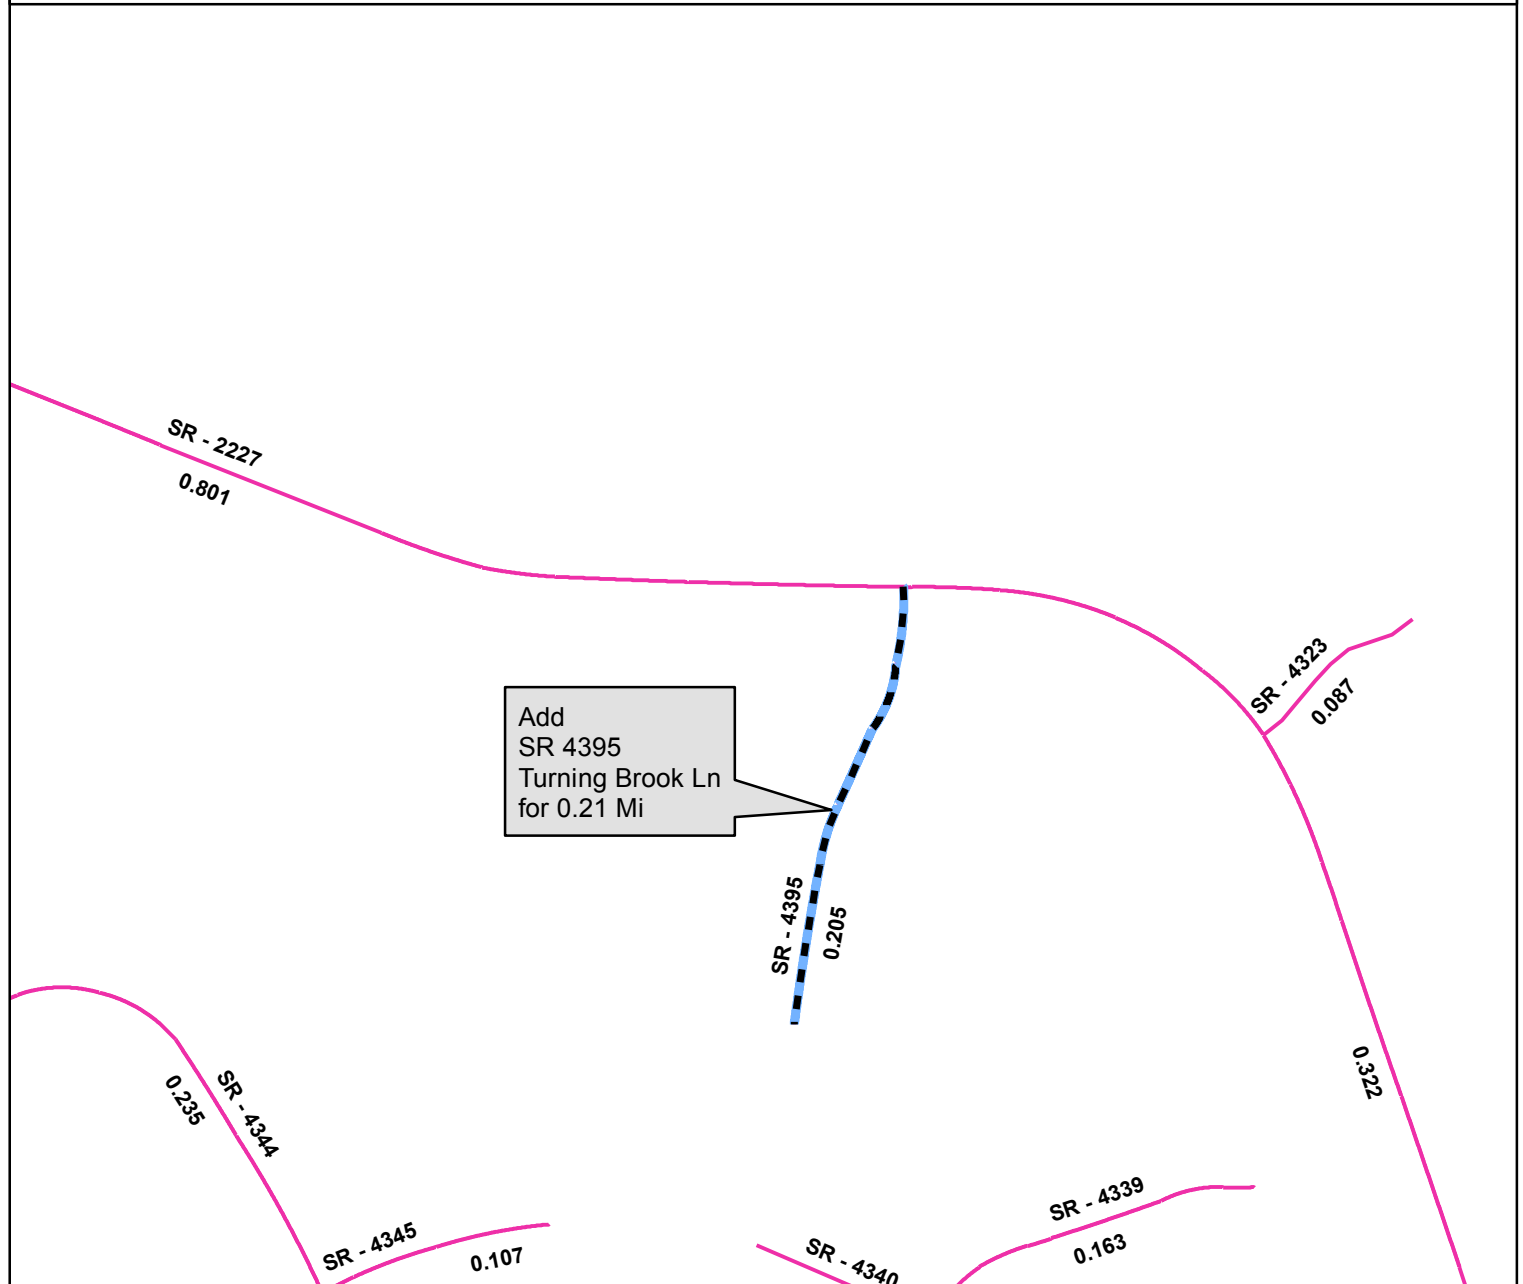 SR - 2227
0.801
SR - 4323
0.087
Add
SR 4395
Turning Brook Ln
for 0.21 Mi
SR - 4395
0.205
0.322
SR - 4344
0.235
SR - 4339
0.163
SR - 4345
0.107
SR - 4340